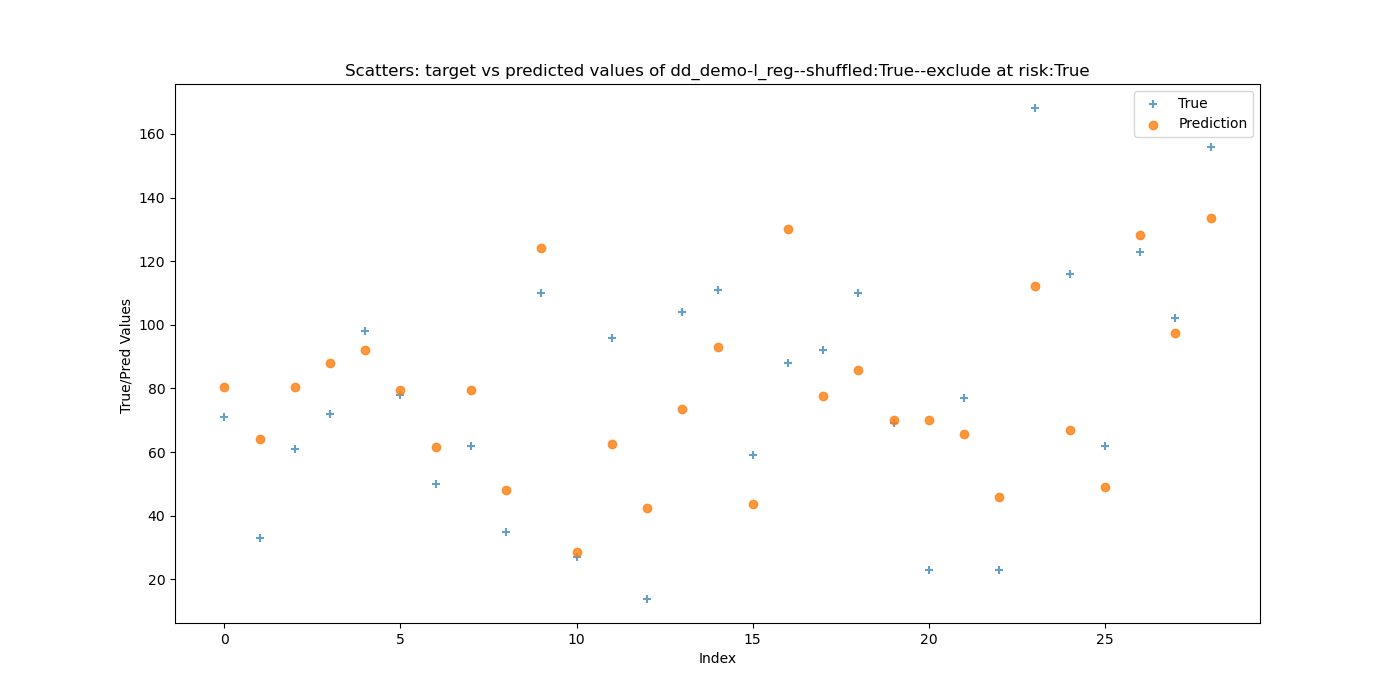 Scatters: target vs predicted values of dd_demo-l_reg--shuffled:True--exclude at risk:True
True
Prediction
True/Pred Values
160
140
120
100
80
60
40
20
0 5 10 15 20 25
Index